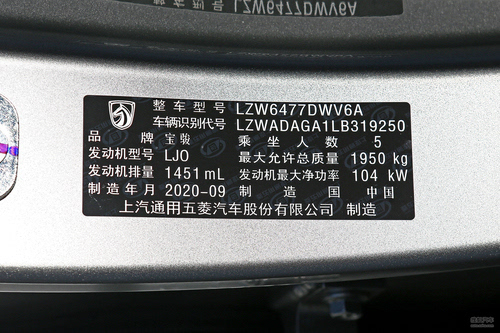 整车型号 LZW6477DWV6A
车辆识别代号 LZWADAGA1LB319250
品牌 宝骏 乘坐人数 5
发动机型号 LJO 最大允许总质量 1950 kg
发动机排量 1451 mL 发动机最大净功率 104 kW
制造年月 2020-09 制造国 中国
上汽通用五菱汽车股份有限公司 制造